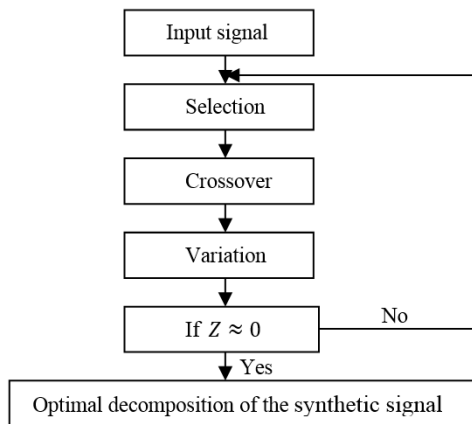 Input signal
Selection
Crossover
Variation
If Z ≈ 0
No
Yes
Optimal decomposition of the synthetic signal